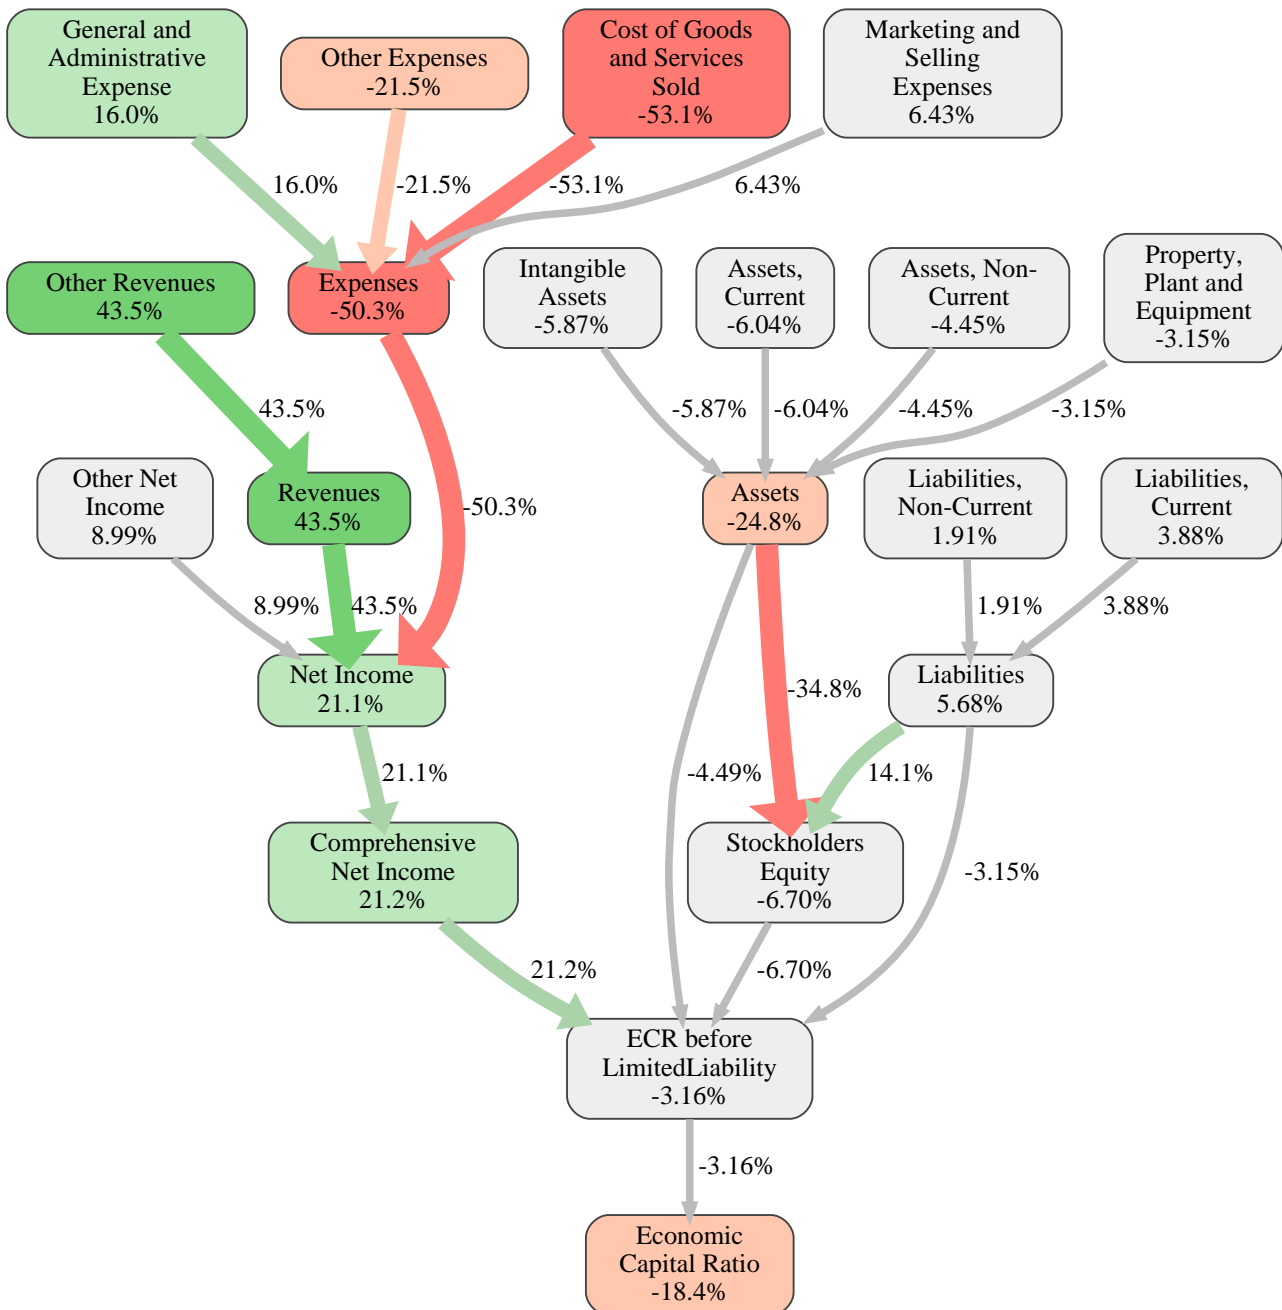 General and
Administrative
Expense
16.0%
Other Expenses
-21.5%
Cost of Goods
and Services
Sold
-53.1%
Marketing and
Selling
Expenses
6.43%
16.0%
-21.5%
-53.1%
6.43%
Other Revenues
43.5%
Expenses
-50.3%
Intangible
Assets
-5.87%
Assets,
Current
-6.04%
Assets, Non-
Current
-4.45%
Property,
Plant and
Equipment
-3.15%
43.5%
-50.3%
-5.87%
-6.04%
-4.45%
-3.15%
Other Net
Income
8.99%
Revenues
43.5%
Assets
-24.8%
Liabilities,
Non-Current
1.91%
Liabilities,
Current
3.88%
8.99%
43.5%
1.91%
3.88%
Net Income
21.1%
-34.8%
Liabilities
5.68%
21.1%
-4.49%
14.1%
Comprehensive
Net Income
21.2%
Stockholders
Equity
-6.70%
-3.15%
21.2%
-6.70%
ECR before
LimitedLiability
-3.16%
-3.16%
Economic
Capital Ratio
-18.4%